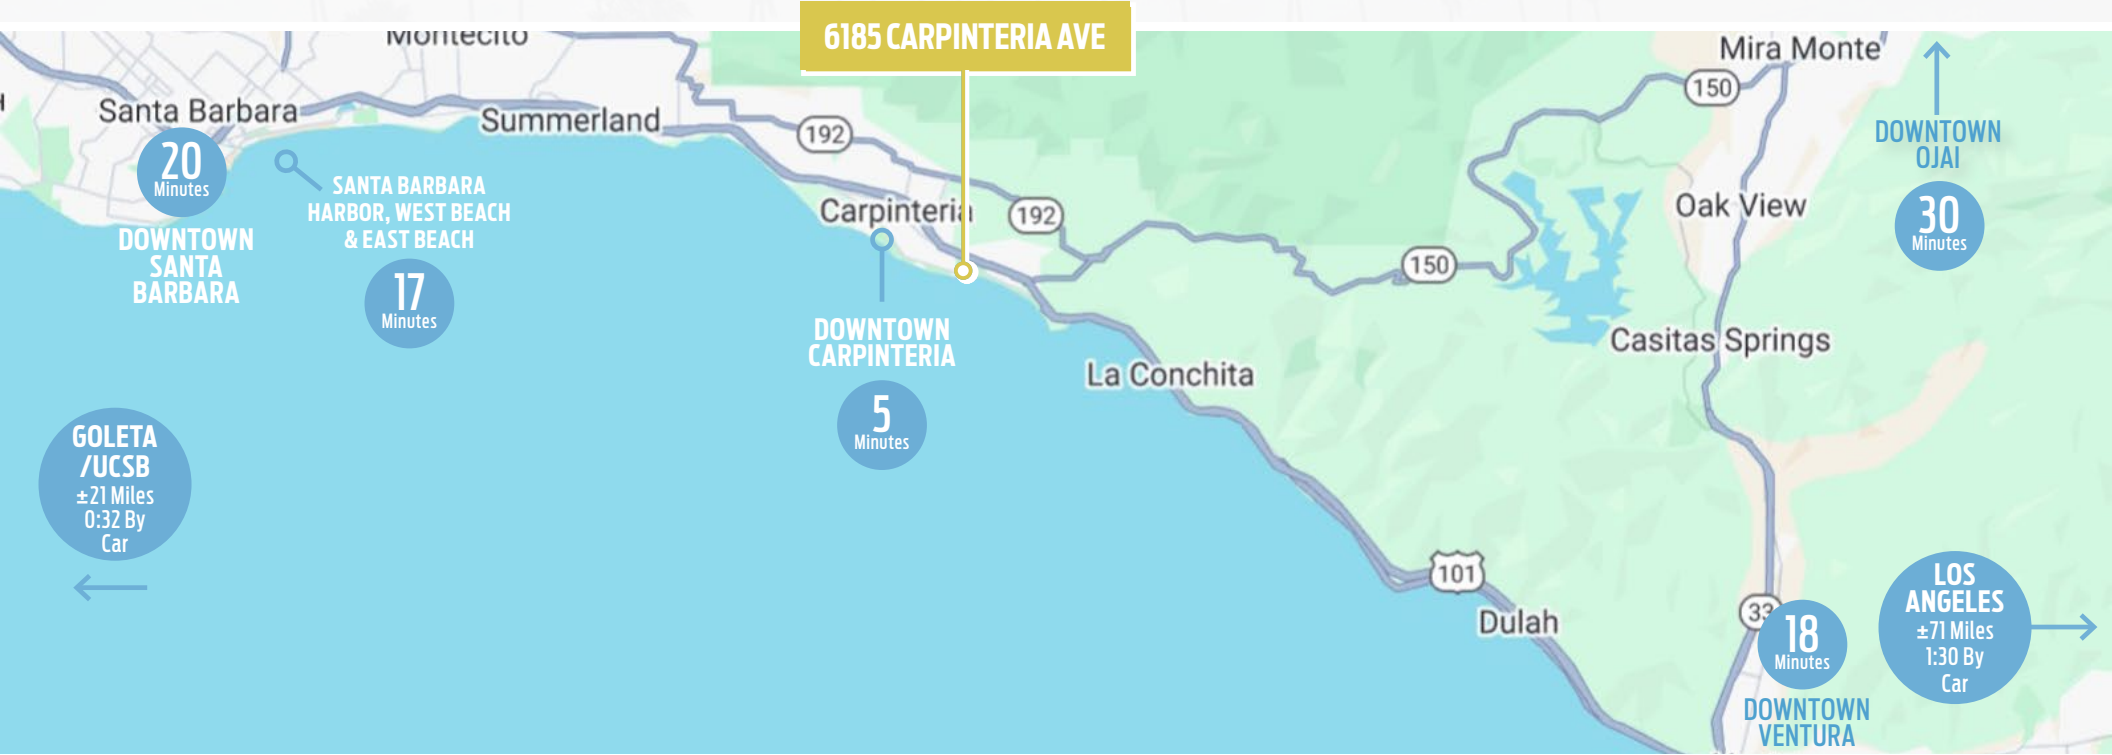 6185 CARPINTERIA AVE
Montecito
Mira Monte
150
Santa Barbara
Summerland
192
DOWNTOWN
OJAI
20
Minutes
SANTA BARBARA
HARBOR, WEST BEACH
& EAST BEACH
Carpinteria
192
Oak View
30
Minutes
DOWNTOWN
SANTA
BARBARA
17
Minutes
150
DOWNTOWN
CARPINTERIA
Casitas Springs
La Conchita
5
Minutes
GOLETA
/UCSB
±21 Miles
0:32 By
Car
101
Dulah
33
18
Minutes
LOS
ANGELES
±71 Miles
1:30 By
Car
DOWNTOWN
VENTURA